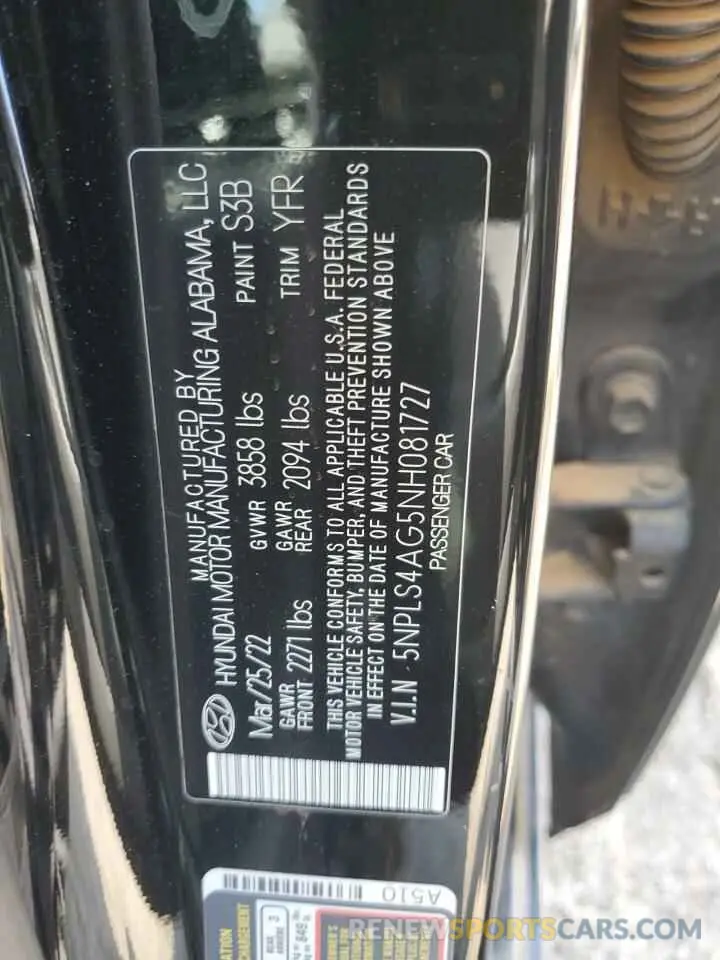 MANUFACTURED BY
HYUNDAI MOTOR MANUFACTURING ALABAMA, LLC
Mar/25/22 GVWR 3858 lbs PAINT S3B
GAWR FRONT 2271 lbs GAWR REAR 2094 lbs TRIM YFR
THIS VEHICLE CONFORMS TO ALL APPLICABLE U.S.A. FEDERAL
MOTOR VEHICLE SAFETY, BUMPER, AND THEFT PREVENTION STANDARDS
IN EFFECT ON THE DATE OF MANUFACTURE SHOWN ABOVE
V.I.N : 5NPLS4AG5NH081727
PASSENGER CAR
A510
REAR
3
RENEWSPORTSCARS.COM